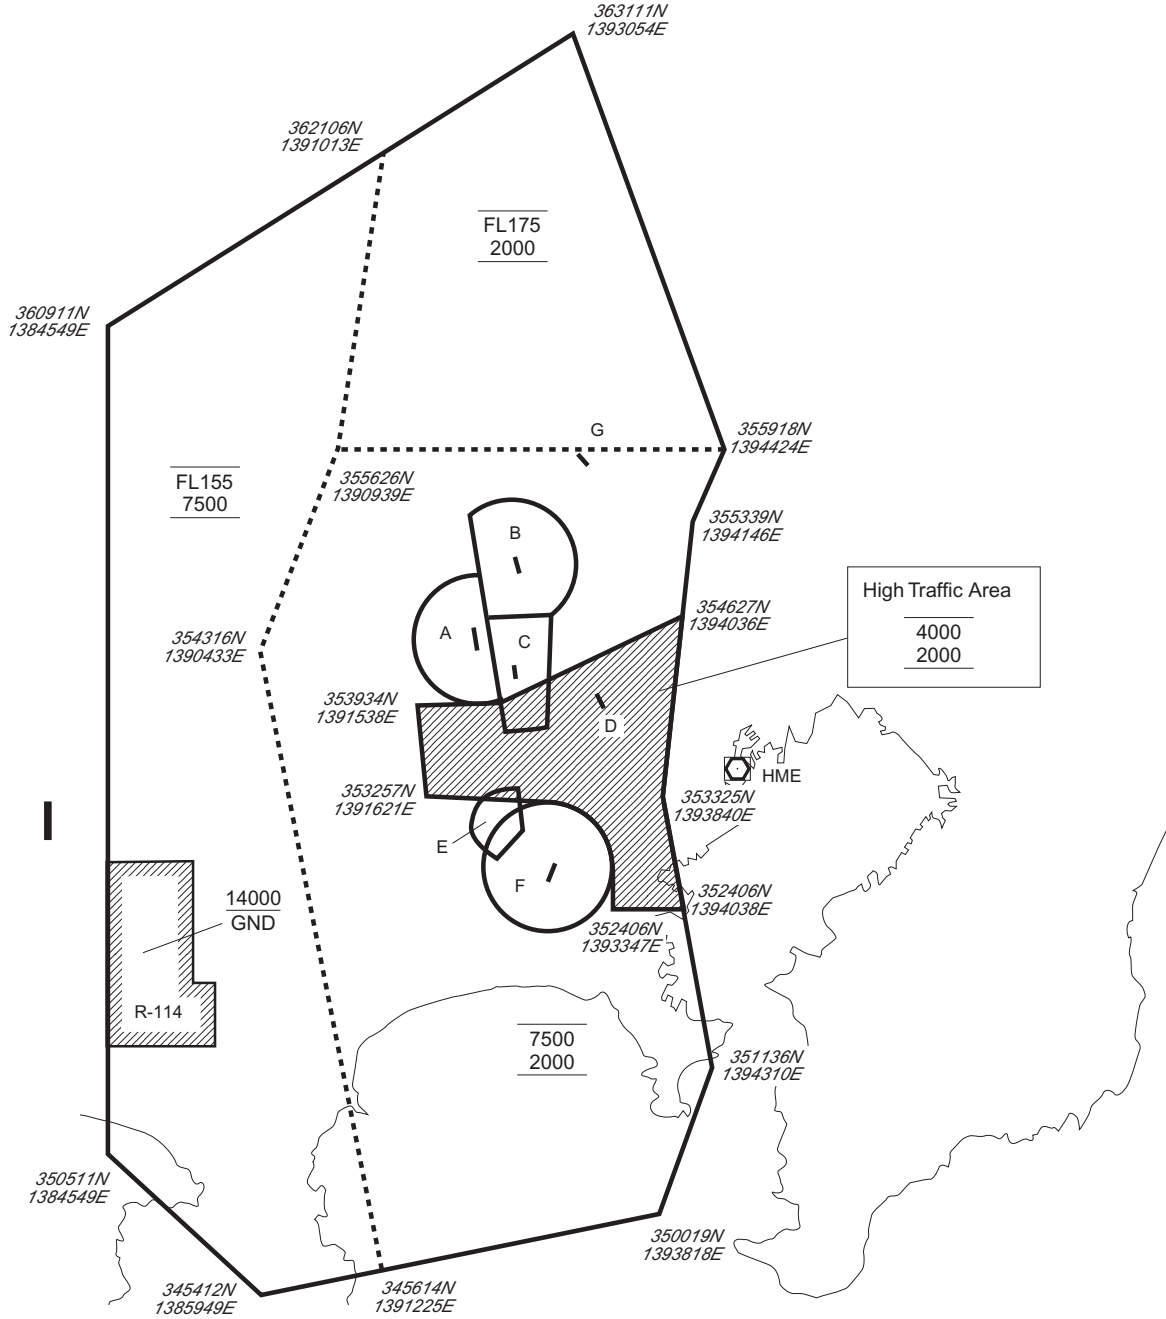 363111N
1393054E
362106N
1391013E
FL175
2000
360911N
1384549E
G
355918N
1394424E
FL155
7500
355626N
1390939E
355339N
1394146E
B
High Traffic Area
4000
2000
354627N
1394036E
A
C
354316N
1390433E
353934N
1391538E
D
HME
353257N
1391621E
353325N
1393840E
E
F
14000
GND
352406N
1394038E
352406N
1393347E
R-114
7500
2000
351136N
1394310E
350511N
1384549E
350019N
1393818E
345412N
1385949E
345614N
1391225E